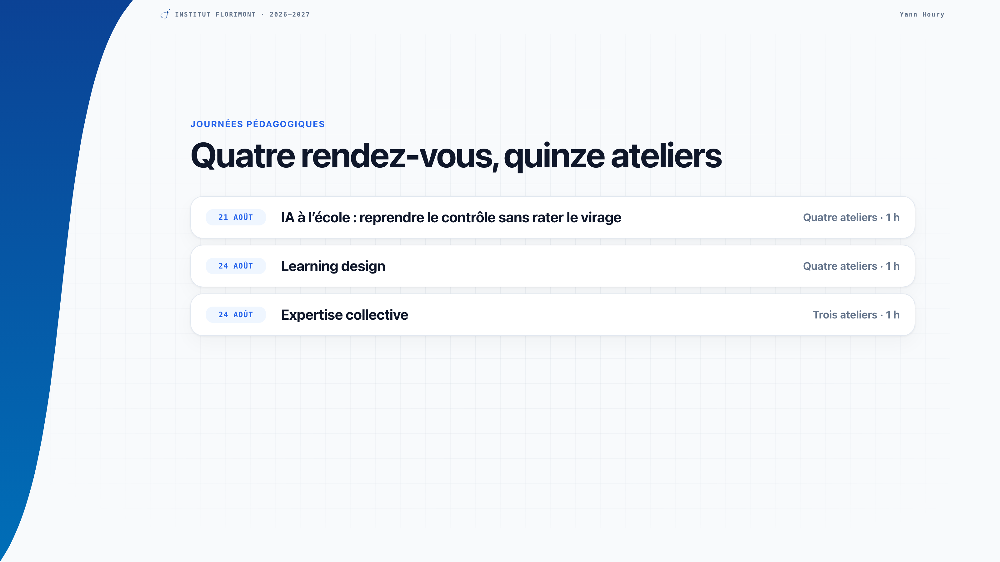 INSTITUT FLORIMONT · 2026–2027
Yann Houry
JOURNÉES PÉDAGOGIQUES
Quatre rendez-vous, quinze ateliers
21 AOÛT
IA à l’école : reprendre le contrôle sans rater le virage
Quatre ateliers · 1 h
24 AOÛT
Learning design
Quatre ateliers · 1 h
24 AOÛT
Expertise collective
Trois ateliers · 1 h